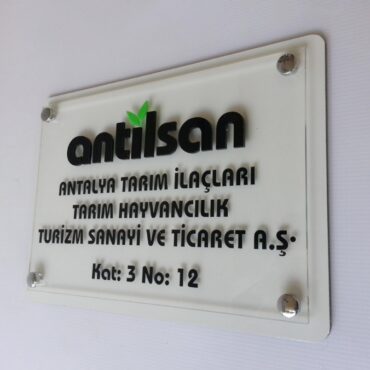 antilsan
ANTALYA TARIM İLAÇLARI
TARIM HAYVANCILIK
TURİZM SANAYİ VE TİCARET A.Ş.
Kat: 3 No: 12